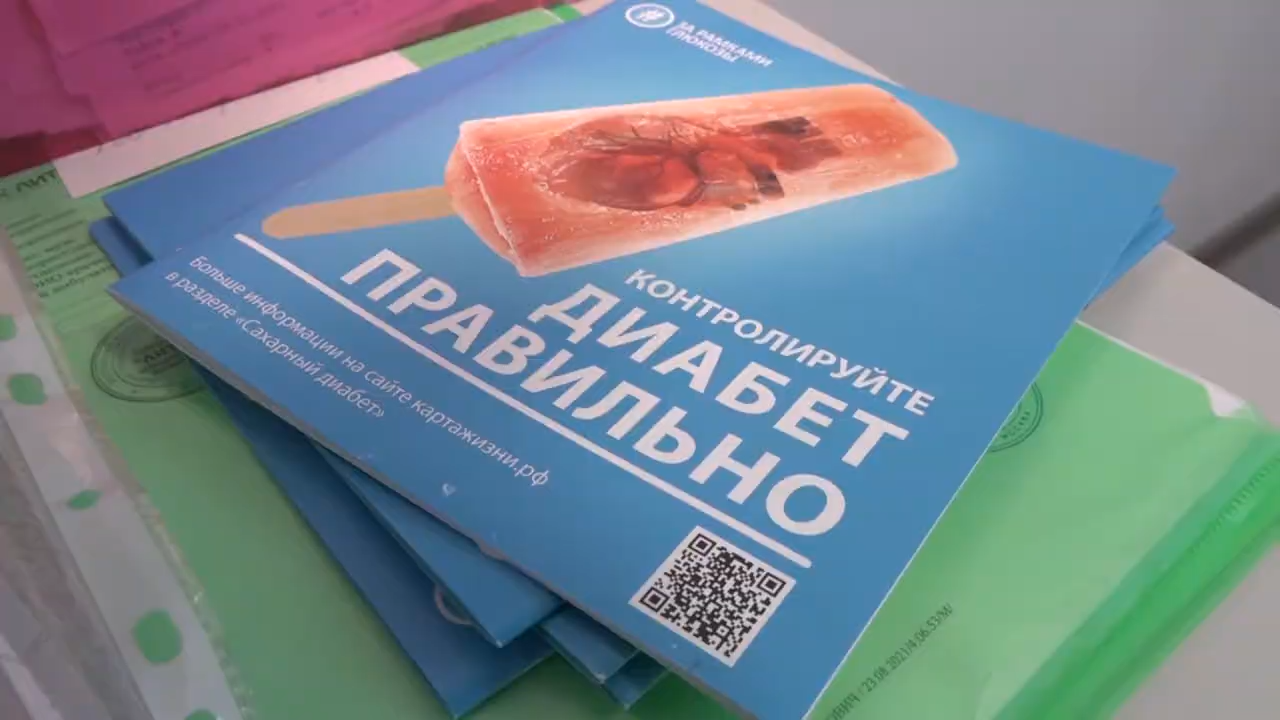 #
ЗА РАМКАМИ
ГЛЮКОЗЫ
КОНТРОЛИРУЙТЕ
ДИАБЕТ
ПРАВИЛЬНО
Больше информации на сайте картажизни.рф
в разделе «Сахарный диабет»